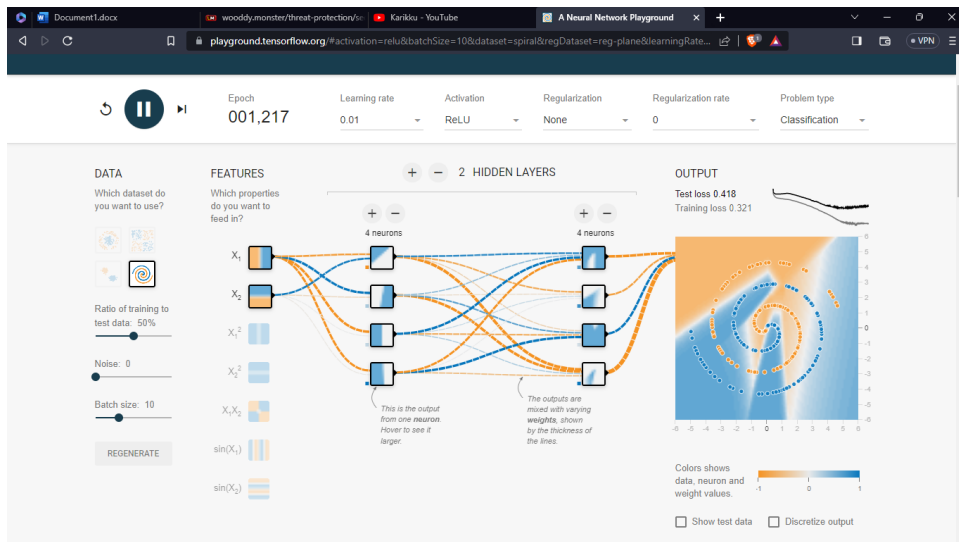 Document1.docx
wooddy.monster/threat-protection/se
Karikku - YouTube
A Neural Network Playground
playground.tensorflow.org/#activation=relu&batchSize=10&dataset=spiral&regDataset=reg-plane&learningRate...
VPN
Epoch
001,217
Learning rate
0.01
Activation
ReLU
Regularization
None
Regularization rate
0
Problem type
Classification
DATA
Which dataset do
you want to use?
Ratio of training to
test data: 50%
Noise: 0
Batch size: 10
REGENERATE
FEATURES
Which properties
do you want to
feed in?
X₁
X₂
X₁²
X₂²
X₁X₂
sin(X₁)
sin(X₂)
+ − 2 HIDDEN LAYERS
+ −
4 neurons
+ −
4 neurons
This is the output
from one neuron.
Hover to see it
larger.
The outputs are
mixed with varying
weights, shown
by the thickness of
the lines.
OUTPUT
Test loss 0.418
Training loss 0.321
6
5
4
3
2
1
0
-1
-2
-3
-4
-5
-6
-6 -5 -4 -3 -2 -1 0 1 2 3 4 5 6
Colors shows
data, neuron and
weight values.
-1 0 1
Show test data
Discretize output